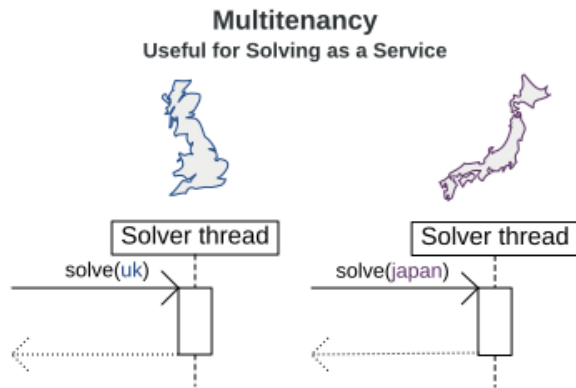 Multitenancy
Useful for Solving as a Service
Solver thread
Solver thread
solve(uk)
solve(japan)